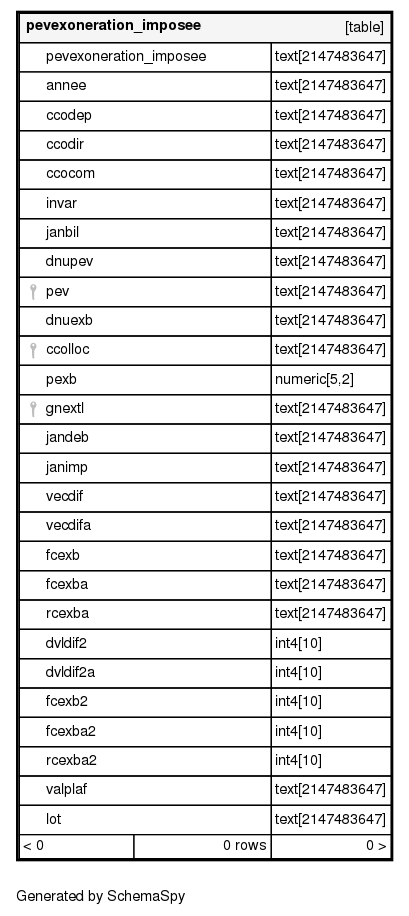 pevexoneration_imposee [table]
pevexoneration_imposee text[2147483647]
annee text[2147483647]
ccodep text[2147483647]
ccodir text[2147483647]
ccocom text[2147483647]
invar text[2147483647]
janbil text[2147483647]
dnupev text[2147483647]
pev text[2147483647]
dnuexb text[2147483647]
ccolloc text[2147483647]
pexb numeric[5,2]
gnextl text[2147483647]
jandeb text[2147483647]
janimp text[2147483647]
vecdif text[2147483647]
vecdifa text[2147483647]
fcexb text[2147483647]
fcexba text[2147483647]
rcexba text[2147483647]
dvldif2 int4[10]
dvldif2a int4[10]
fcexb2 int4[10]
fcexba2 int4[10]
rcexba2 int4[10]
valplaf text[2147483647]
lot text[2147483647]
< 0 0 rows 0 >
Generated by SchemaSpy